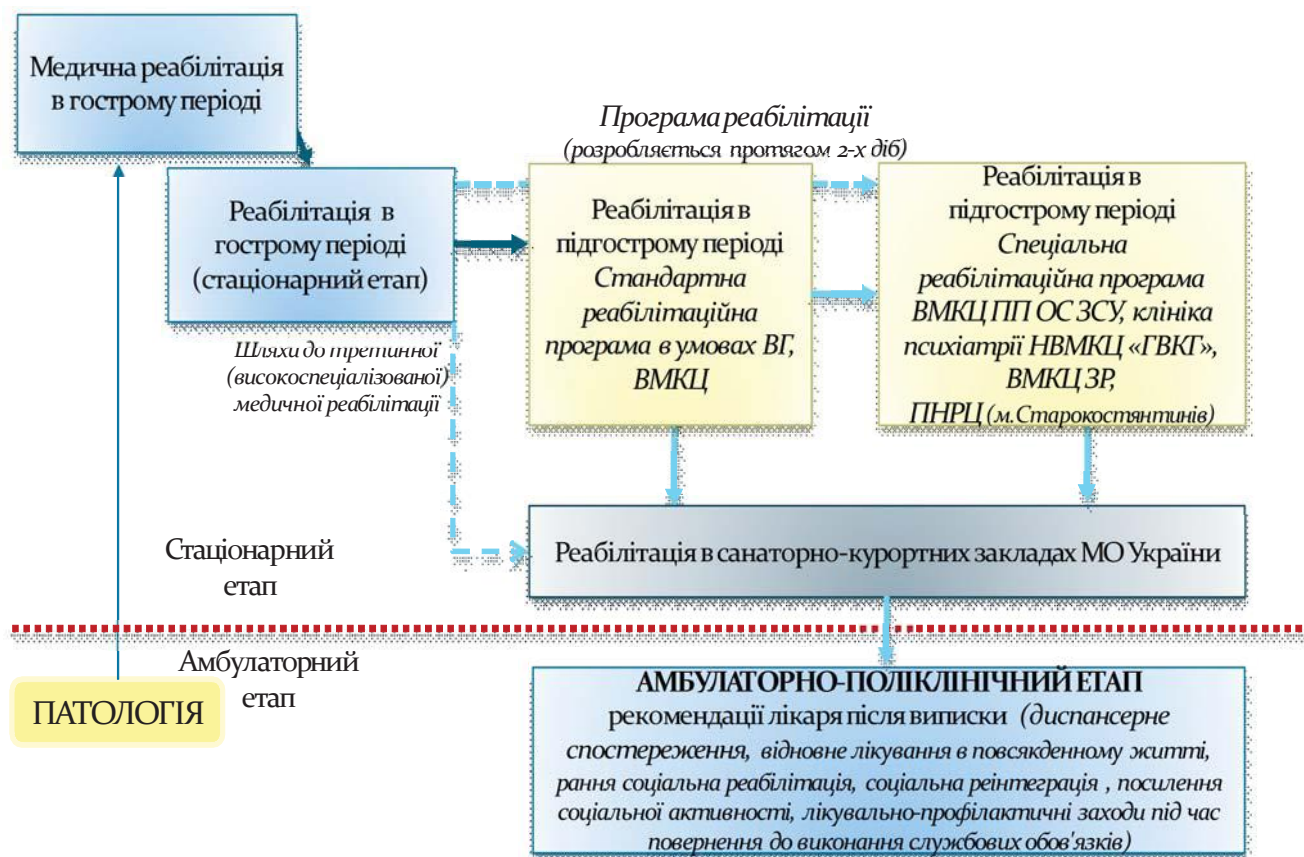 Медична реабілітація
в гострому періоді
Програма реабілітації
(розробляється протягом 2-х діб)
Реабілітація в
гострому періоді
(стаціонарний етап)
Реабілітація в
підгострому періоді
Стандартна
реабілітаційна
програма в умовах ВГ,
ВМКЦ
Реабілітація в
підгострому періоді
Спеціальна
реабілітаційна програма
ВМКЦ ПП ОС ЗСУ, клініка
психіатрії НВМКЦ «ГВКГ»,
ВМКЦ ЗР,
ПНРЦ (м.Старокостянтинів)
Шляхи до третинної
(високоспеціалізованої)
медичної реабілітації
Реабілітація в санаторно-курортних закладах МО України
Стаціонарний
етап
Амбулаторний
етап
ПАТОЛОГІЯ
АМБУЛАТОРНО-ПОЛІКЛІНІЧНИЙ ЕТАП
рекомендації лікаря після виписки (диспансерне
спостереження, відновне лікування в повсякденному житті,
рання соціальна реабілітація, соціальна реінтеграція , посилення
соціальної активності, лікувально-профілактичні заходи під час
повернення до виконання службових обов'язків)